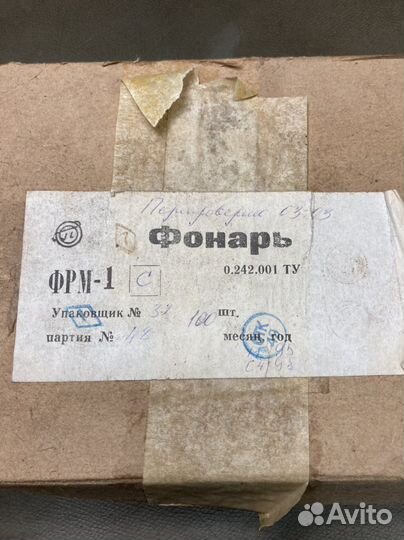 Перепроверка 03.93
Фонарь
ФРМ-1 С 0.242.001 ТУ
Упаковщик № 32 100 шт.
партия № 48 месяц, год
Avito